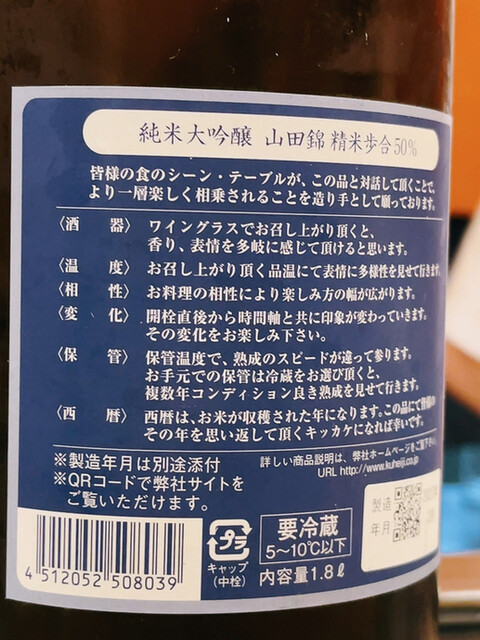 純米大吟醸 山田錦 精米歩合50%
皆様の食のシーン・テーブルが、この品と対話して頂くことで、
より一層楽しく相乗されることを造り手として願っております。
〈酒器〉 ワイングラスでお召し上がり頂くと、
香り、表情を多岐に感じて頂けると思います。
〈温度〉 お召し上がり頂く品温にて表情に多様性を見せて行きます。
〈相性〉 お料理の相性により楽しみ方の幅が広がります。
〈変化〉 開栓直後から時間軸と共に印象が変わっていきます。
その変化をお楽しみ下さい。
〈保管〉 保管温度で、熟成のスピードが違って参ります。
お手元での保管は冷蔵をお選び頂くと、
複数年コンディション良き熟成を見せて行きます。
〈西暦〉 西暦は、お米が収穫された年になります。この品にて皆様の
その年を思い返して頂くキッカケになれば幸いです。
※製造年月は別途添付
※QRコードで弊社サイトを
ご覧いただけます。
詳しい商品説明は、弊社ホームページをご覧下さい。
URL http://www.kuheiji.co.jp
製造
年月
4 512052 508039
プラ
キャップ
(中栓)
要冷蔵
5〜10℃以下
内容量1.8ℓ